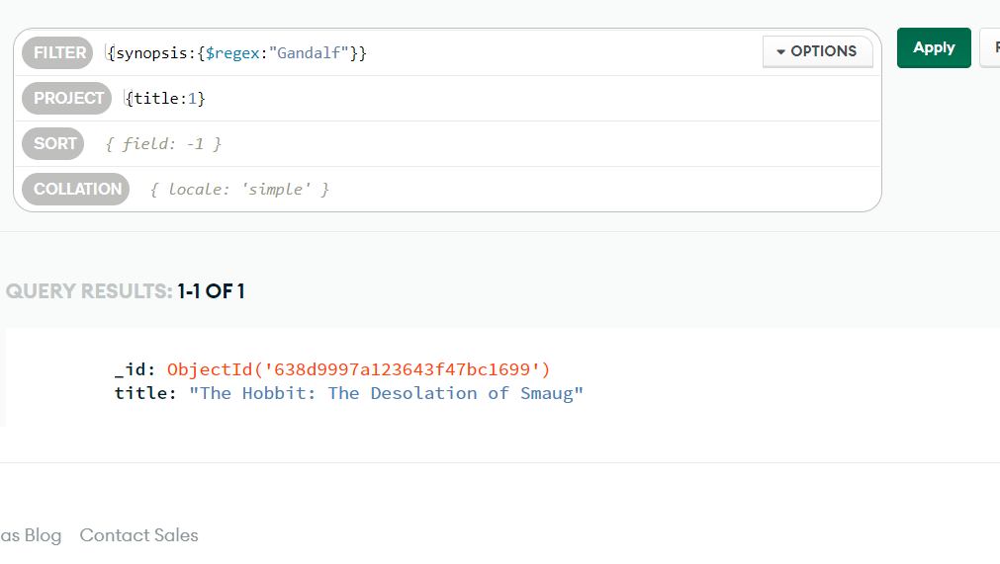 FILTER {synopsis:{$regex:"Gandalf"}} OPTIONS Apply
PROJECT {title:1}
SORT { field: -1 }
COLLATION { locale: 'simple' }
QUERY RESULTS: 1-1 OF 1
_id: ObjectId('638d9997a123643f47bc1699')
title: "The Hobbit: The Desolation of Smaug"
as Blog Contact Sales